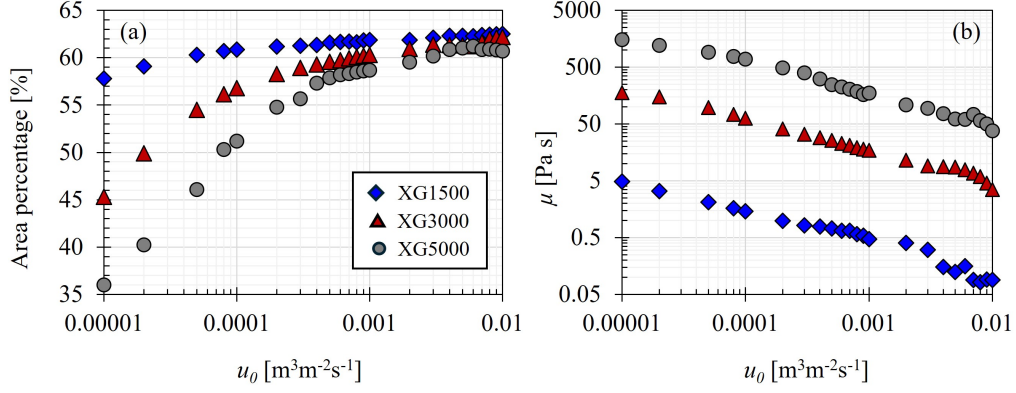 (a)
65
60
55
50
45
40
35
Area percentage [%]
XG1500
XG3000
XG5000
0.00001 0.0001 0.001 0.01
u0 [m³m⁻²s⁻¹]
(b)
5000
500
50
5
0.5
0.05
μ [Pa s]
0.00001 0.0001 0.001 0.01
u0 [m³m⁻²s⁻¹]